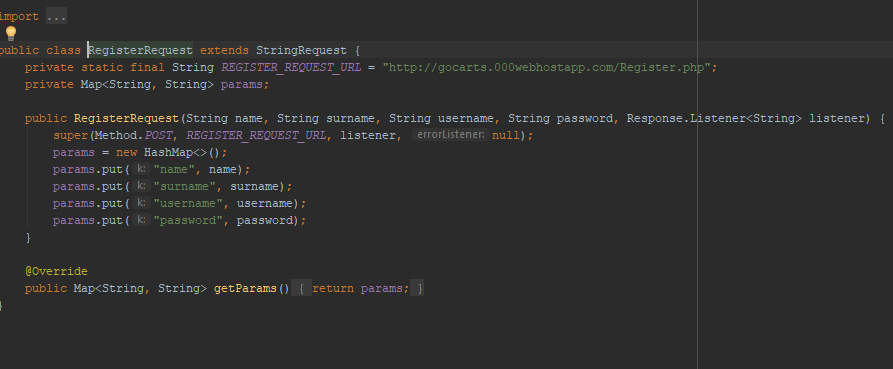 import ...
public class RegisterRequest extends StringRequest {
private static final String REGISTER_REQUEST_URL = "http://gocarts.000webhostapp.com/Register.php";
private Map<String, String> params;
public RegisterRequest(String name, String surname, String username, String password, Response.Listener<String> listener) {
super(Method.POST, REGISTER_REQUEST_URL, listener, errorListener: null);
params = new HashMap<>();
params.put( k: "name", name);
params.put( k: "surname", surname);
params.put( k: "username", username);
params.put( k: "password", password);
}
@Override
public Map<String, String> getParams() { return params; }
}